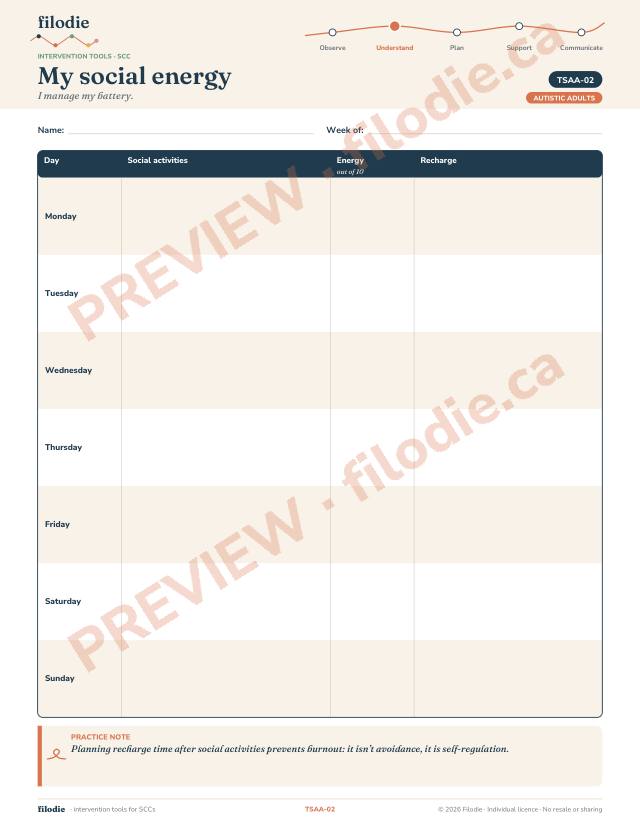 filodie
Observe Understand Plan Support Communicate
INTERVENTION TOOLS · SCC
My social energy
I manage my battery.
TSAA-02
AUTISTIC ADULTS
Name: Week of:
Day Social activities Energy Recharge
out of 10
Monday
Tuesday
Wednesday
Thursday
Friday
Saturday
Sunday
PREVIEW · filodie.ca
PREVIEW · filodie.ca
PRACTICE NOTE
Planning recharge time after social activities prevents burnout: it isn't avoidance, it is self-regulation.
filodie · intervention tools for SCCs TSAA-02 © 2026 Filodie · Individual licence · No resale or sharing